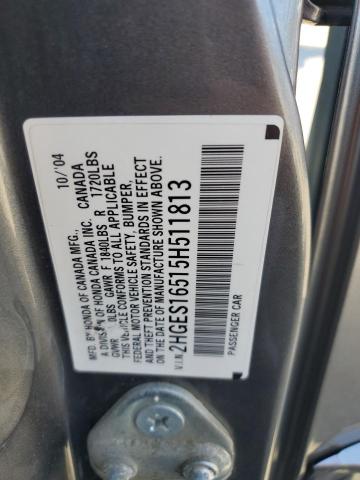 MFD. BY HONDA OF CANADA MFG., 10/'04
A DIVISION OF HONDA CANADA INC. CANADA
GVWR 0LBS GAWR F 1840LBS R 1720LBS
THIS VEHICLE CONFORMS TO ALL APPLICABLE
FEDERAL MOTOR VEHICLE SAFETY, BUMPER,
AND THEFT PREVENTION STANDARDS IN EFFECT
ON THE DATE OF MANUFACTURE SHOWN ABOVE.
V.I.N. 2HGES16515H511813
PASSENGER CAR